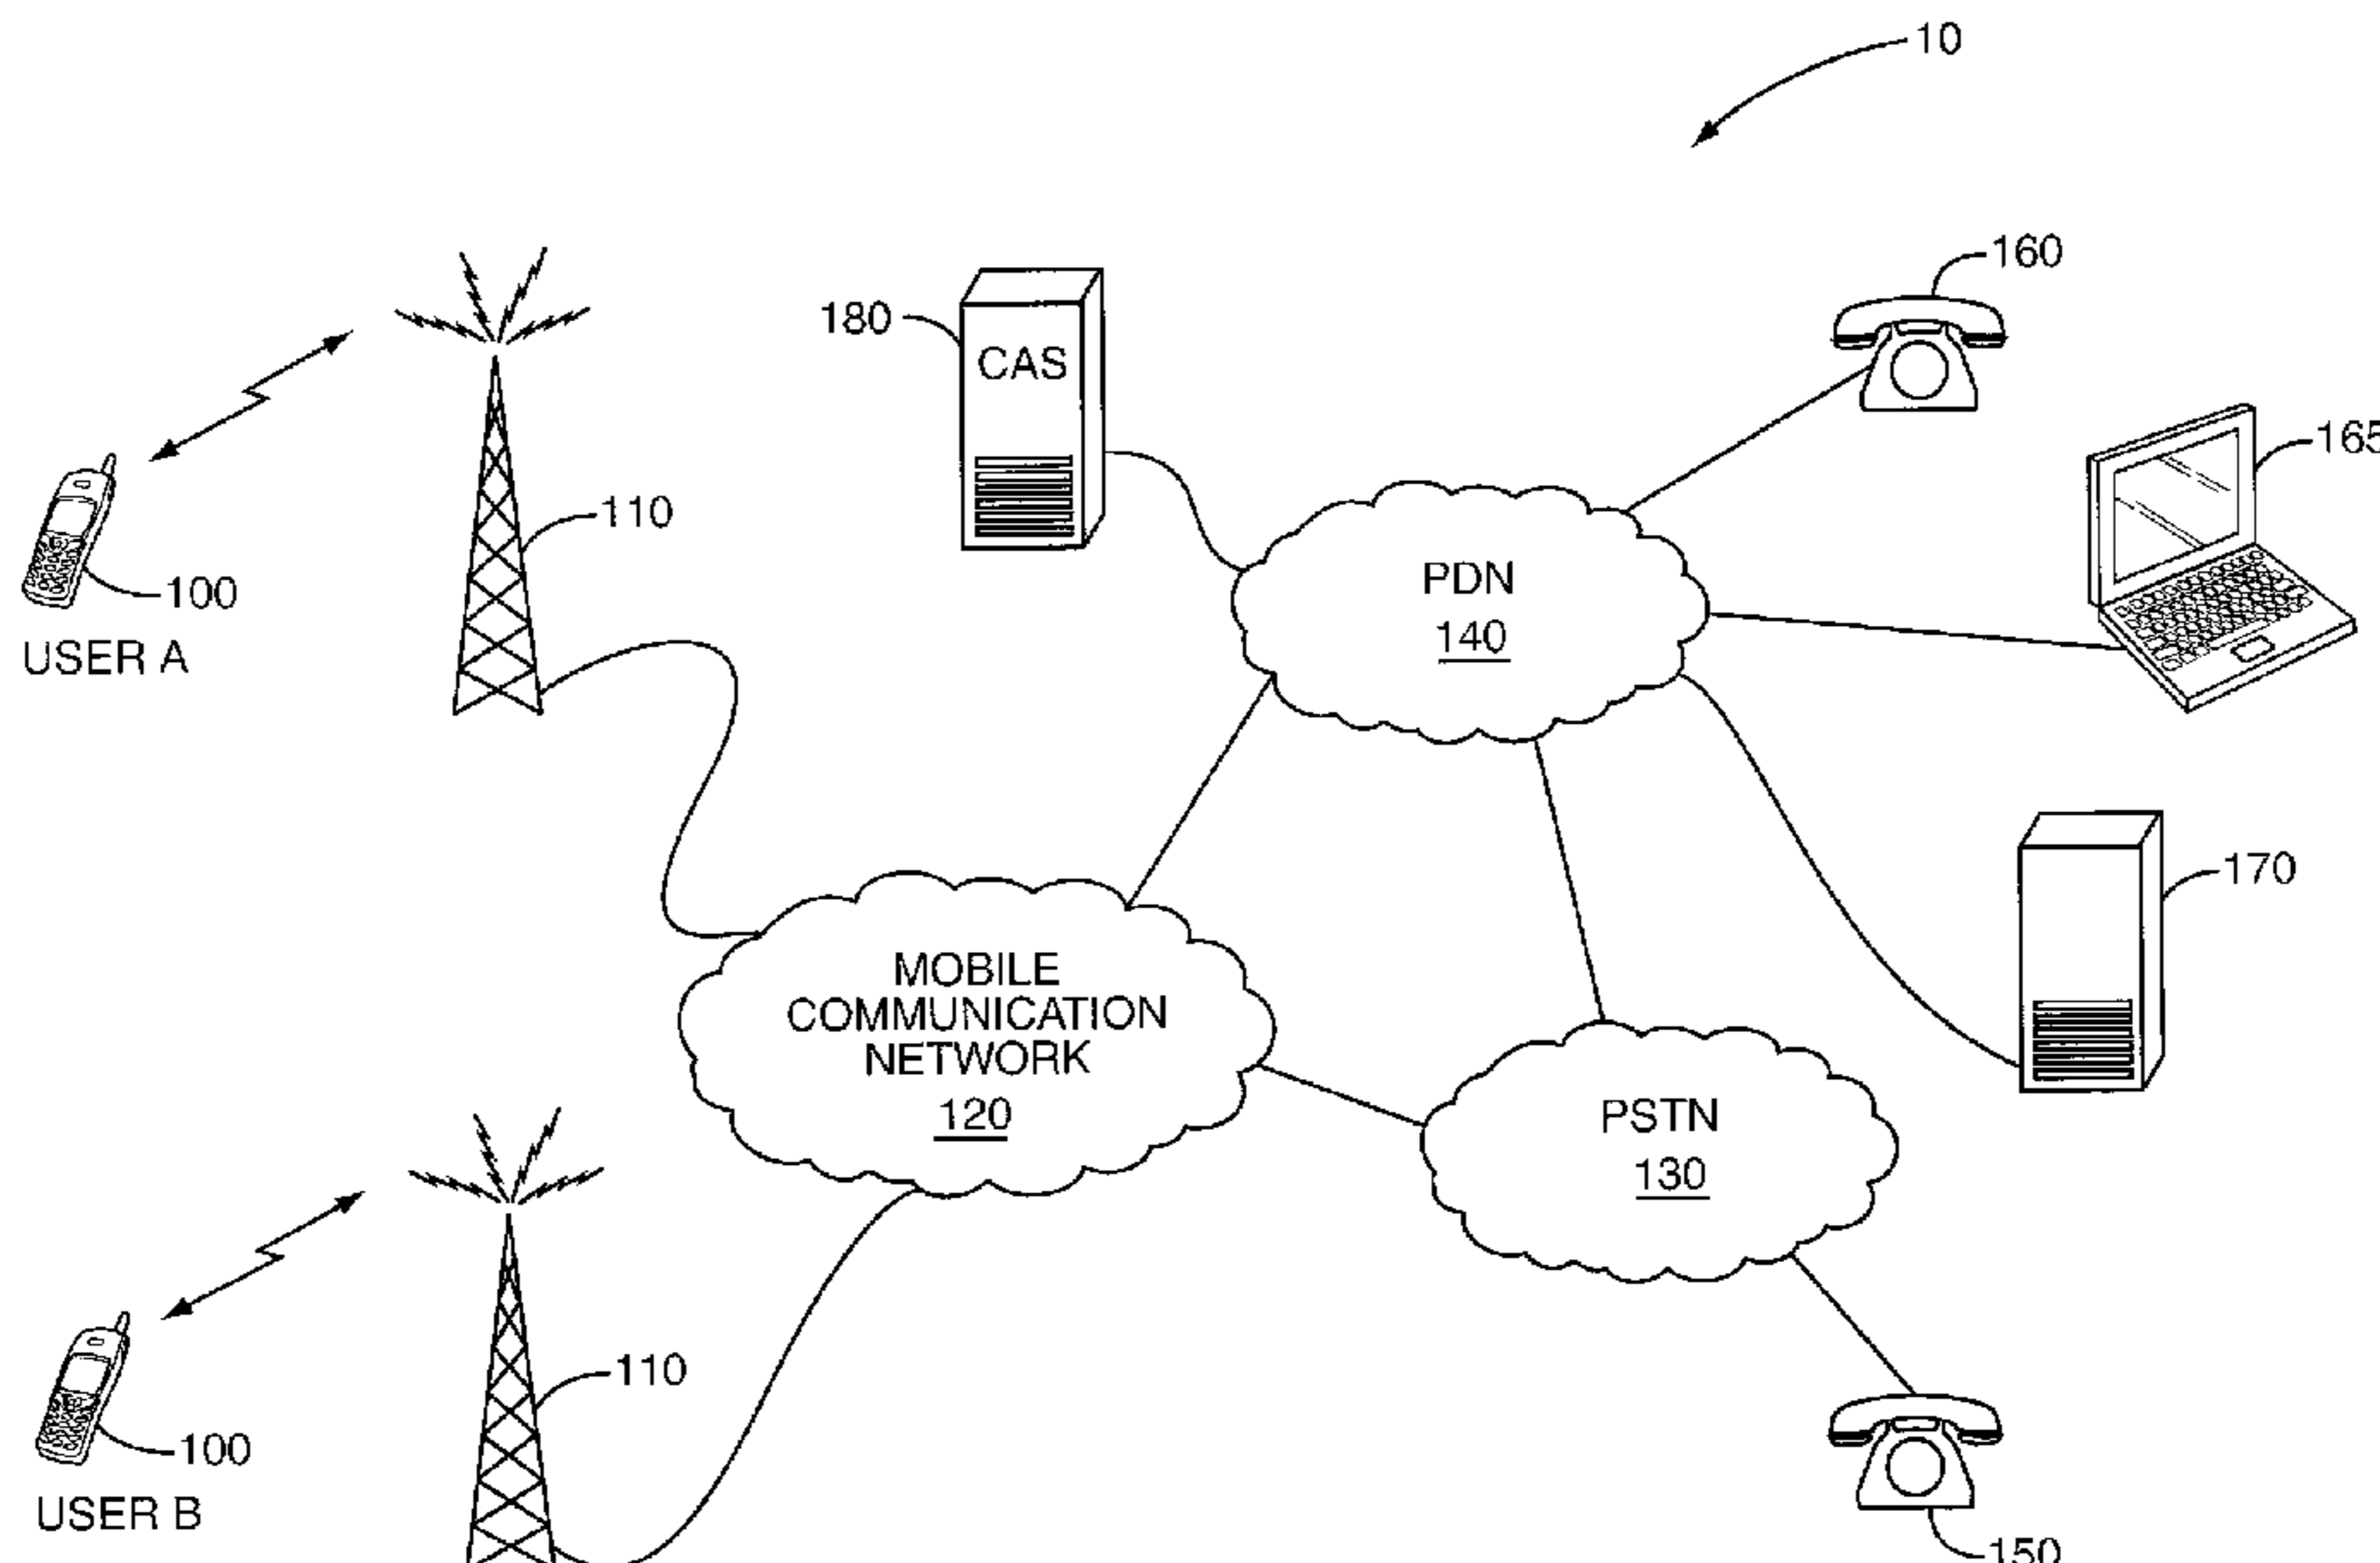 10
160
180
CAS
165
110
PDN
140
100
USER A
170
MOBILE
COMMUNICATION
NETWORK
120
PSTN
130
110
100
USER B
150